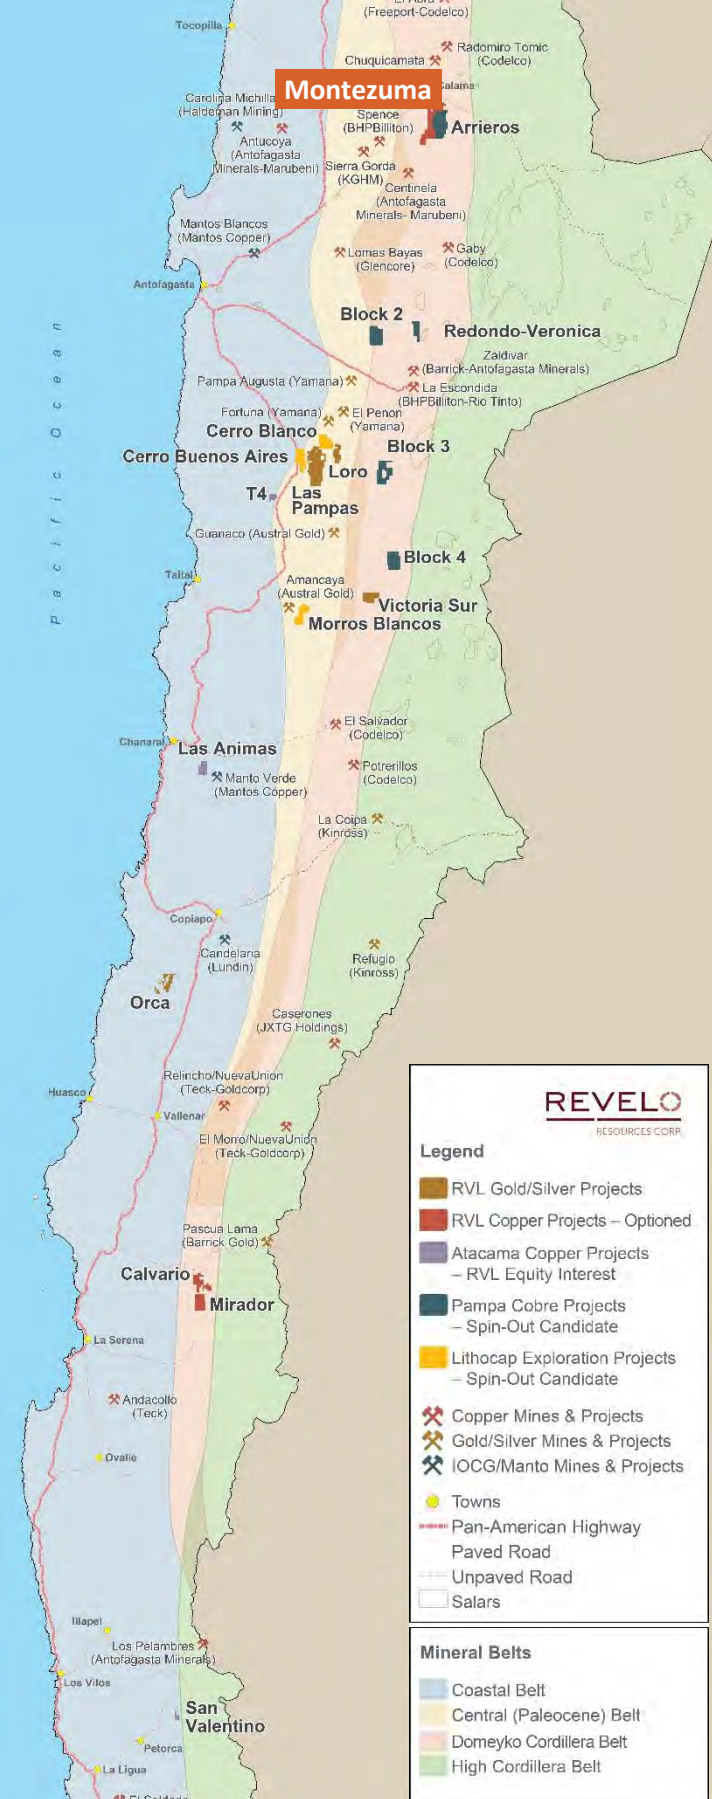 El Abra
(Freeport-Codelco)
Tocopilla
Radomiro Tomic
(Codelco)
Chuquicamata
Montezuma
Calama
Carolina Michilla
(Haldeman Mining)
Spence
(BHPBilliton)
Arrieros
Antucoya
(Antofagasta
Minerals-Marubeni)
Sierra Gorda
(KGHM)
Centinela
(Antofagasta
Minerals- Marubeni)
Mantos Blancos
(Mantos Copper)
Lomas Bayas
(Glencore)
Gaby
(Codelco)
Antofagasta
Block 2
Redondo-Veronica
Pacific Ocean
Zaldivar
(Barrick-Antofagasta Minerals)
Pampa Augusta (Yamana)
La Escondida
(BHPBilliton-Rio Tinto)
Fortuna (Yamana)
El Penon
(Yamana)
Cerro Blanco
Block 3
Cerro Buenos Aires
Loro
T4
Las
Pampas
Guanaco (Austral Gold)
Block 4
Taltal
Amancaya
(Austral Gold)
Victoria Sur
Morros Blancos
El Salvador
(Codelco)
Chanaral
Las Animas
Potrerillos
(Codelco)
Manto Verde
(Mantos Copper)
La Coipa
(Kinross)
Copiapo
Candelaria
(Lundin)
Refugio
(Kinross)
Orca
Caserones
(JXTG Holdings)
Relincho/NuevaUnion
(Teck-Goldcorp)
Huasco
Vallenar
El Morro/NuevaUnion
(Teck-Goldcorp)
Pascua Lama
(Barrick Gold)
Calvario
Mirador
La Serena
Andacollo
(Teck)
Ovalle
Illapel
Los Pelambres
(Antofagasta Minerals)
Los Vilos
San
Valentino
Petorca
La Ligua
El Soldado
REVELO
RESOURCES CORP.
Legend
RVL Gold/Silver Projects
RVL Copper Projects – Optioned
Atacama Copper Projects
– RVL Equity Interest
Pampa Cobre Projects
– Spin-Out Candidate
Lithocap Exploration Projects
– Spin-Out Candidate
Copper Mines & Projects
Gold/Silver Mines & Projects
IOCG/Manto Mines & Projects
Towns
Pan-American Highway
Paved Road
Unpaved Road
Salars
Mineral Belts
Coastal Belt
Central (Paleocene) Belt
Domeyko Cordillera Belt
High Cordillera Belt